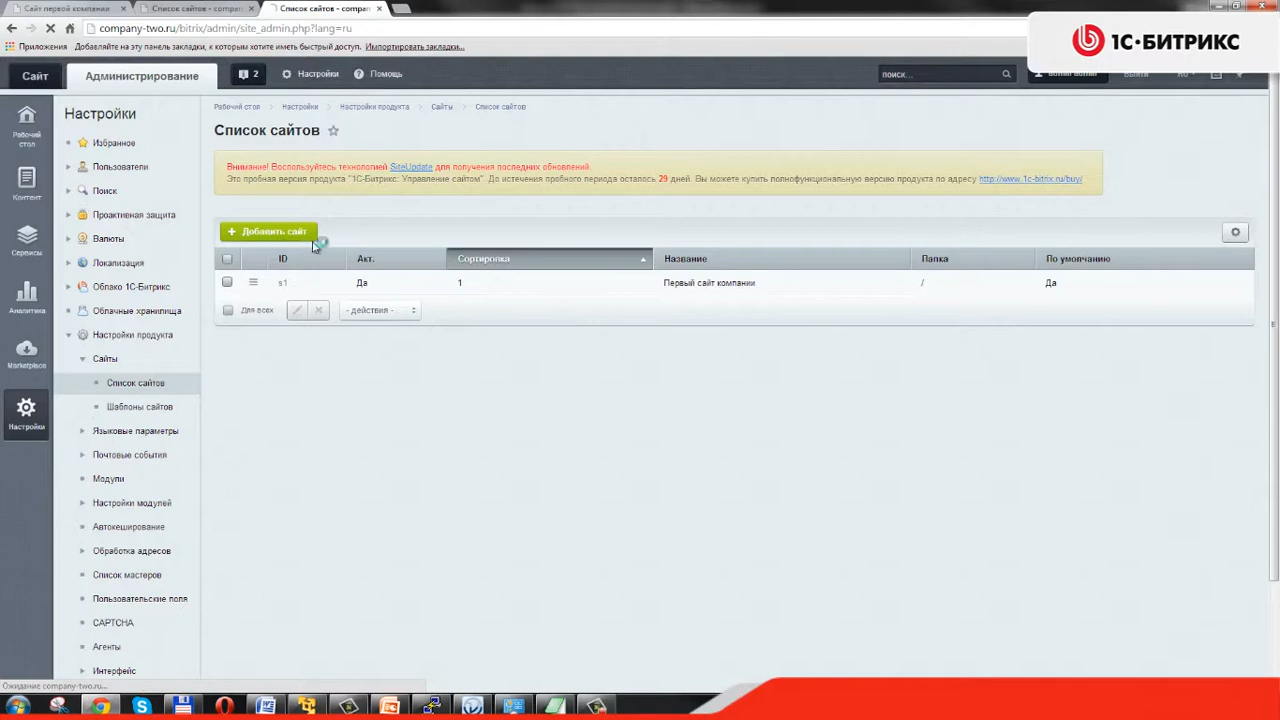 Сайт первой компании
Список сайтов - compan
Список сайтов - compan
company-two.ru/bitrix/admin/site_admin.php?lang=ru
Приложения
Добавляйте на эту панель закладки, к которым хотите иметь быстрый доступ.
Импортировать закладки...
1С·БИТРИКС
Сайт
Администрирование
2
Настройки
Помощь
поиск...
Рабочий стол
Контент
Сервисы
Аналитика
Marketplace
Настройки
Настройки
Избранное
Пользователи
Поиск
Проактивная защита
Валюты
Локализация
Облако 1С-Битрикс
Облачные хранилища
Настройки продукта
Сайты
Список сайтов
Шаблоны сайтов
Языковые параметры
Почтовые события
Модули
Настройки модулей
Автокеширование
Обработка адресов
Список мастеров
Пользовательские поля
CAPTCHA
Агенты
Интерфейс
Рабочий стол Настройки Настройки продукта Сайты Список сайтов
Список сайтов
Внимание! Воспользуйтесь технологией SiteUpdate для получения последних обновлений.
Это пробная версия продукта "1С-Битрикс: Управление сайтом". До истечения пробного периода осталось 29 дней. Вы можете купить полнофункциональную версию продукта по адресу http://www.1c-bitrix.ru/buy/
+ Добавить сайт
ID Акт. Сортировка Название Папка По умолчанию
s1 Да 1 Первый сайт компании / Да
Для всех - действия -
Ожидание company-two.ru...